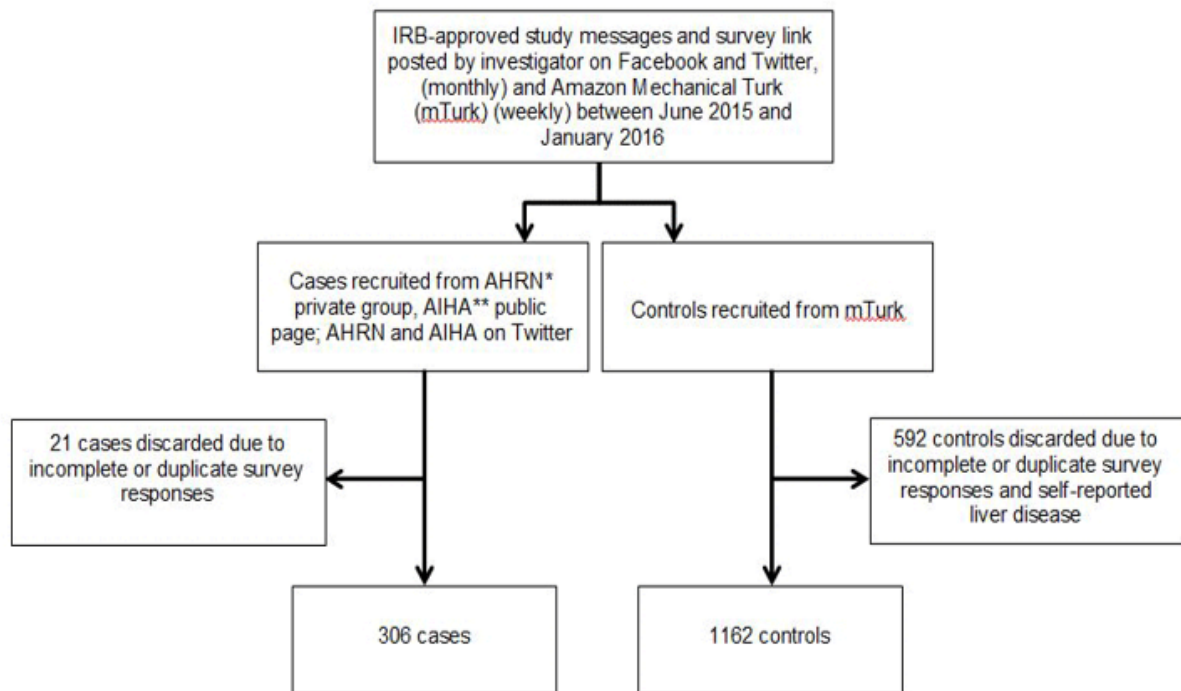 IRB-approved study messages and survey link
posted by investigator on Facebook and Twitter,
(monthly) and Amazon Mechanical Turk
(mTurk) (weekly) between June 2015 and
January 2016
Cases recruited from AHRN*
private group, AIHA** public
page; AHRN and AIHA on Twitter
Controls recruited from mTurk
21 cases discarded due to
incomplete or duplicate survey
responses
592 controls discarded due to
incomplete or duplicate survey
responses and self-reported
liver disease
306 cases
1162 controls